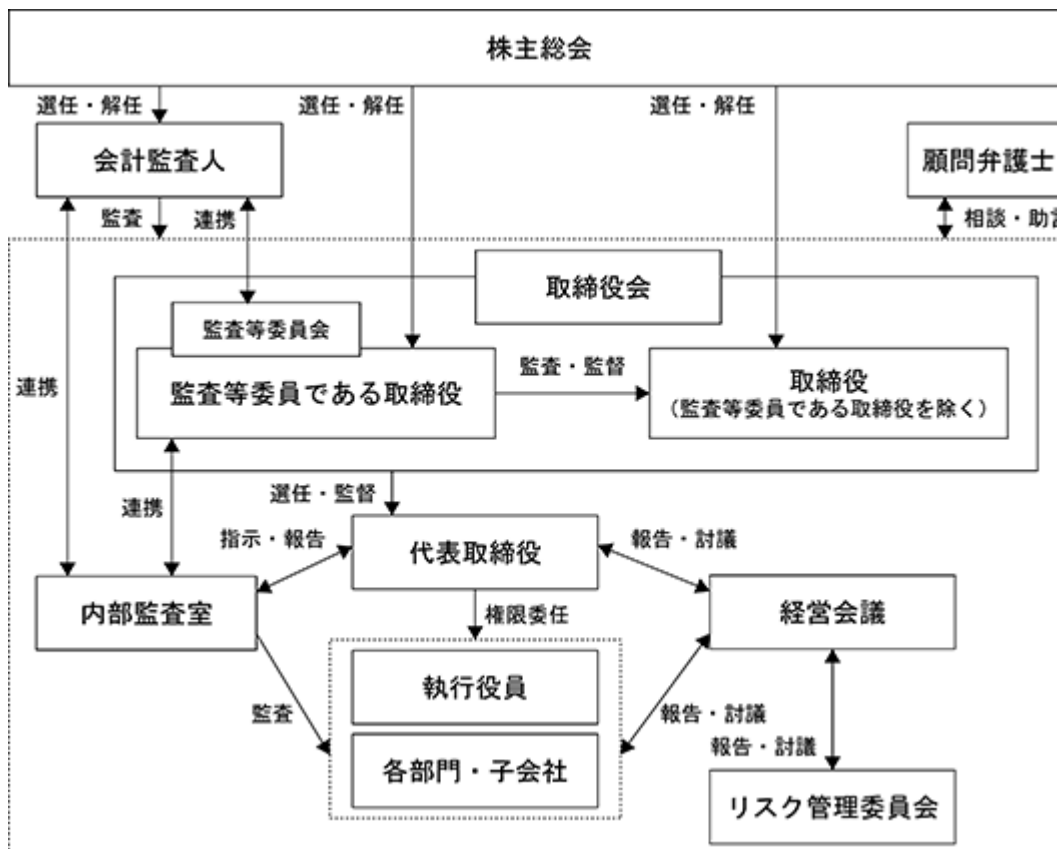 株主総会
選任・解任
選任・解任
選任・解任
会計監査人
顧問弁護士
監査
連携
相談・助言
取締役会
監査等委員会
監査等委員である取締役
監査・監督
取締役
（監査等委員である取締役を除く）
連携
連携
選任・監督
指示・報告
代表取締役
報告・討議
内部監査室
権限委任
経営会議
執行役員
監査
報告・討議
報告・討議
各部門・子会社
リスク管理委員会